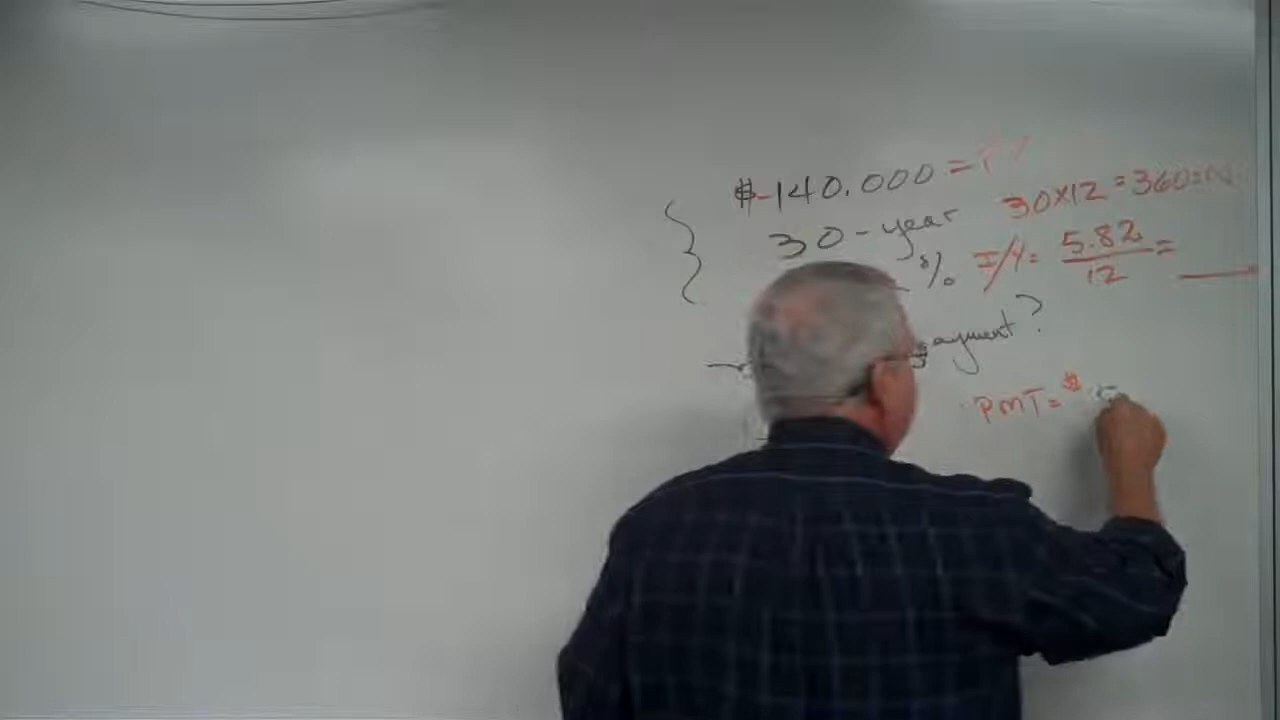 $-140.000 = PV
30-year 30X12=360=N
% I/Y= 5.82/12 =
payment?
PMT= $